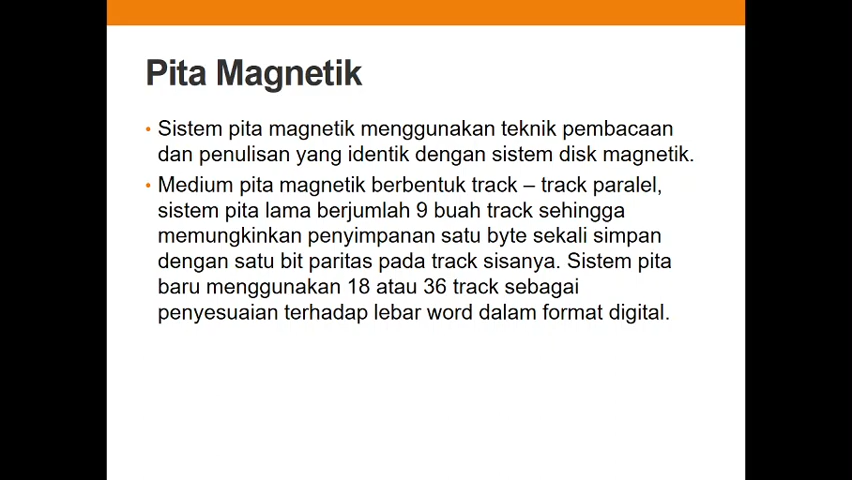 Pita Magnetik
• Sistem pita magnetik menggunakan teknik pembacaan
dan penulisan yang identik dengan sistem disk magnetik.
• Medium pita magnetik berbentuk track – track paralel,
sistem pita lama berjumlah 9 buah track sehingga
memungkinkan penyimpanan satu byte sekali simpan
dengan satu bit paritas pada track sisanya. Sistem pita
baru menggunakan 18 atau 36 track sebagai
penyesuaian terhadap lebar word dalam format digital.